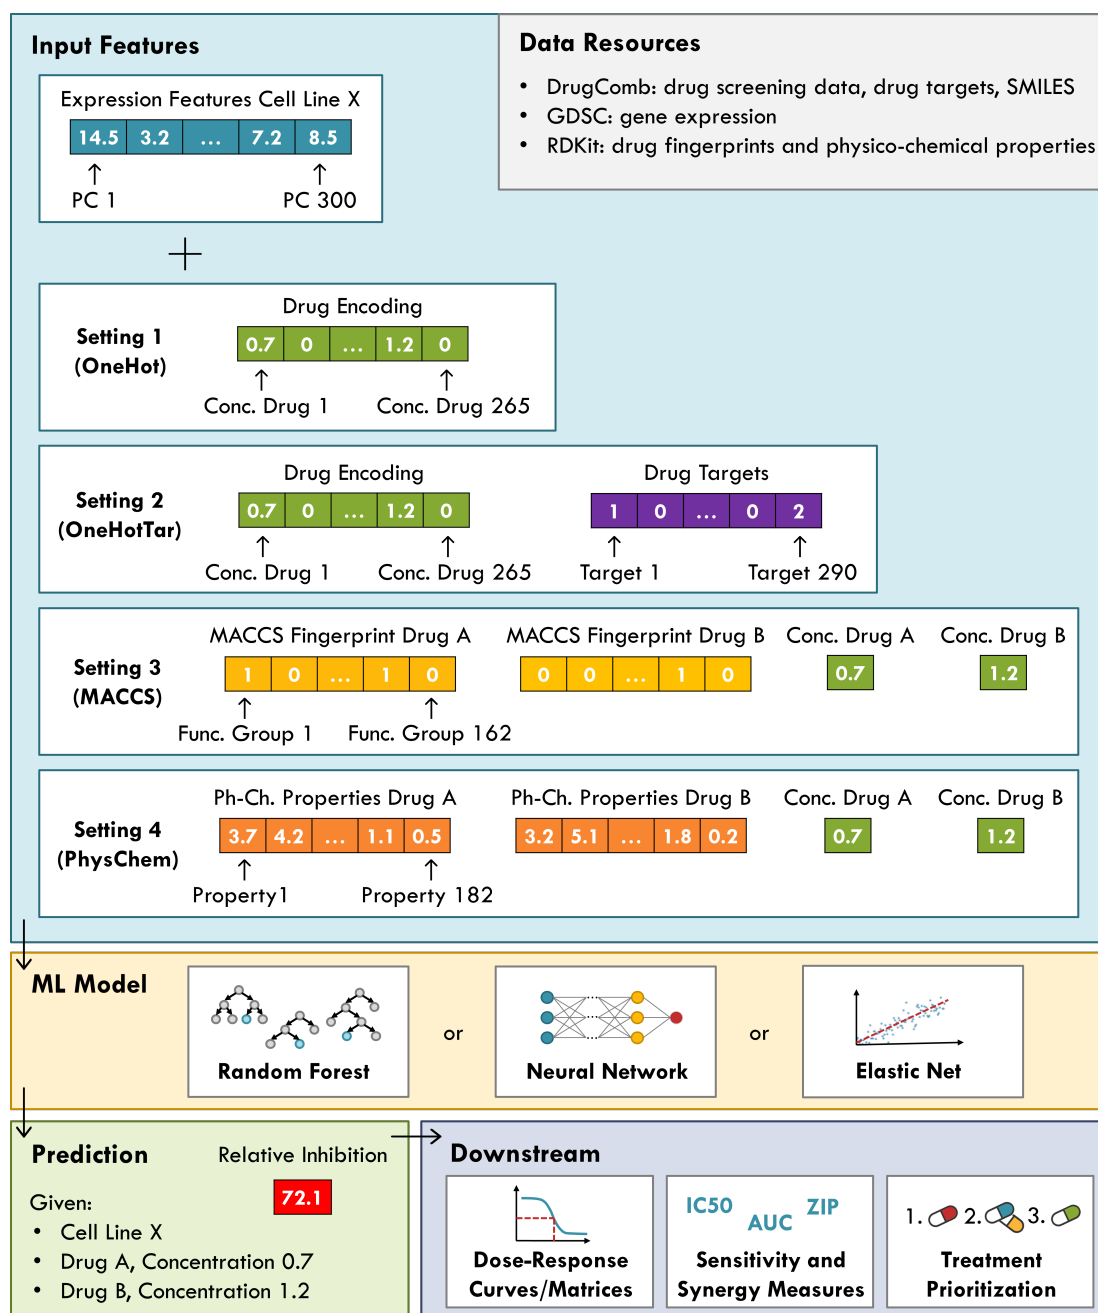 Input Features
Data Resources
• DrugComb: drug screening data, drug targets, SMILES
• GDSC: gene expression
• RDKit: drug fingerprints and physico-chemical properties
Expression Features Cell Line X
14.5 3.2 ... 7.2 8.5
PC 1 PC 300
+
Setting 1
(OneHot)
Drug Encoding
0.7 0 ... 1.2 0
Conc. Drug 1 Conc. Drug 265
Setting 2
(OneHotTar)
Drug Encoding
0.7 0 ... 1.2 0
Conc. Drug 1 Conc. Drug 265
Drug Targets
1 0 ... 0 2
Target 1 Target 290
Setting 3
(MACCS)
MACCS Fingerprint Drug A
1 0 ... 1 0
Func. Group 1 Func. Group 162
MACCS Fingerprint Drug B
0 0 ... 1 0
Conc. Drug A
0.7
Conc. Drug B
1.2
Setting 4
(PhysChem)
Ph-Ch. Properties Drug A
3.7 4.2 ... 1.1 0.5
Property1 Property 182
Ph-Ch. Properties Drug B
3.2 5.1 ... 1.8 0.2
Conc. Drug A
0.7
Conc. Drug B
1.2
ML Model
Random Forest
or
Neural Network
or
Elastic Net
Prediction
Relative Inhibition
72.1
Given:
• Cell Line X
• Drug A, Concentration 0.7
• Drug B, Concentration 1.2
Downstream
Dose-Response
Curves/Matrices
IC50 AUC ZIP
Sensitivity and
Synergy Measures
1. 2. 3.
Treatment
Prioritization